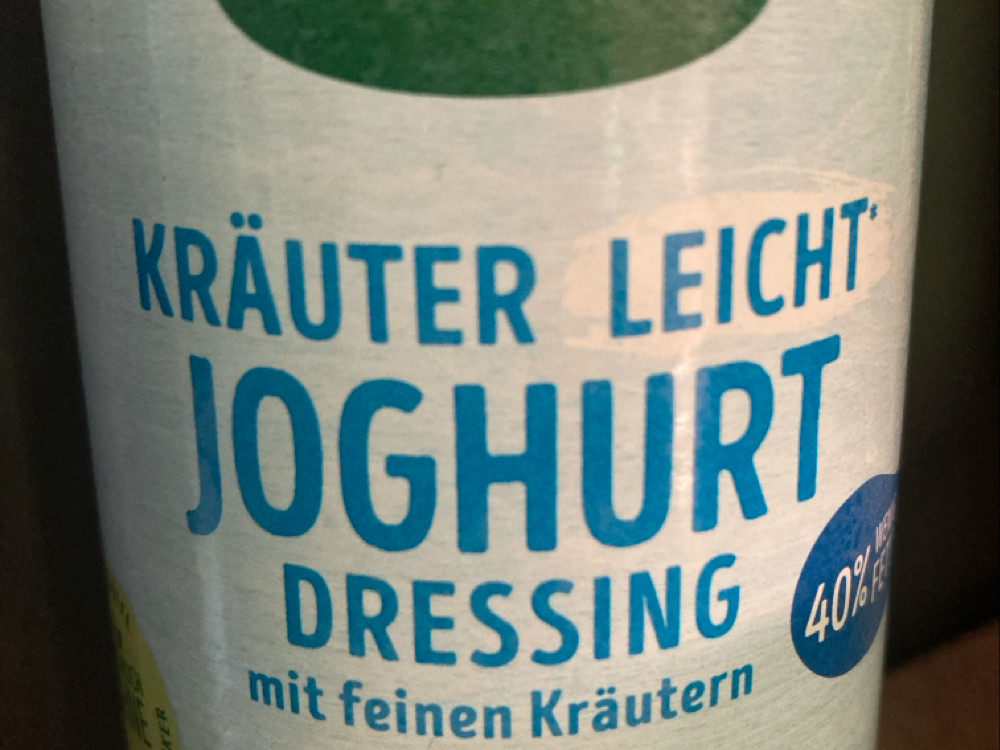 KRÄUTER LEICHT*
JOGHURT
DRESSING
mit feinen Kräutern
40%